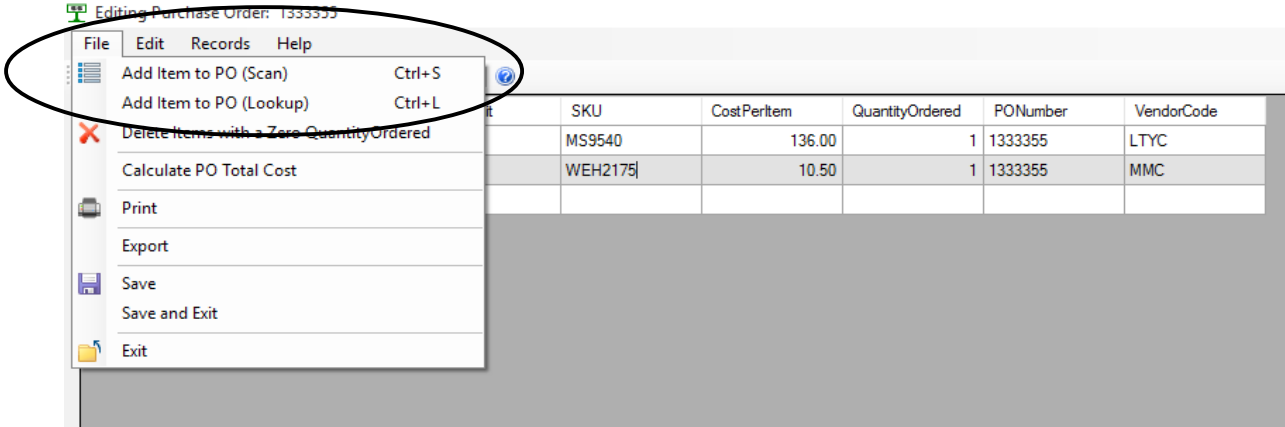 Editing Purchase Order: 1333355
File Edit Records Help
Add Item to PO (Scan) Ctrl+S
Add Item to PO (Lookup) Ctrl+L
it SKU CostPerItem QuantityOrdered PONumber VendorCode
Delete Items with a Zero QuantityOrdered
MS9540 136.00 1 1333355 LTYC
Calculate PO Total Cost
WEH2175 10.50 1 1333355 MMC
Print
Export
Save
Save and Exit
Exit